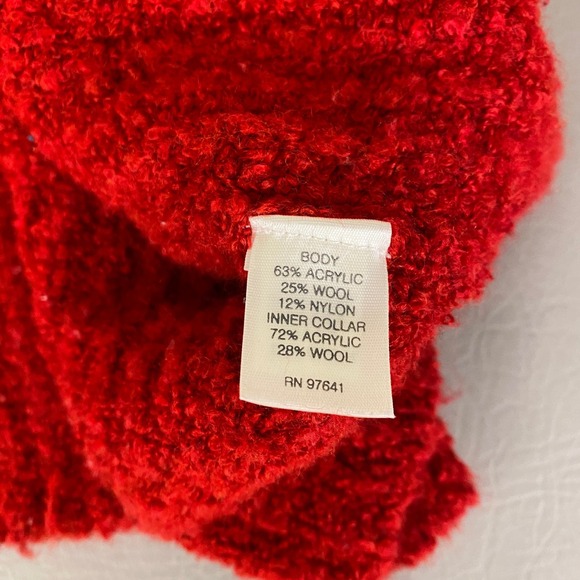 BODY
63% ACRYLIC
25% WOOL
12% NYLON
INNER COLLAR
72% ACRYLIC
28% WOOL
RN 97641